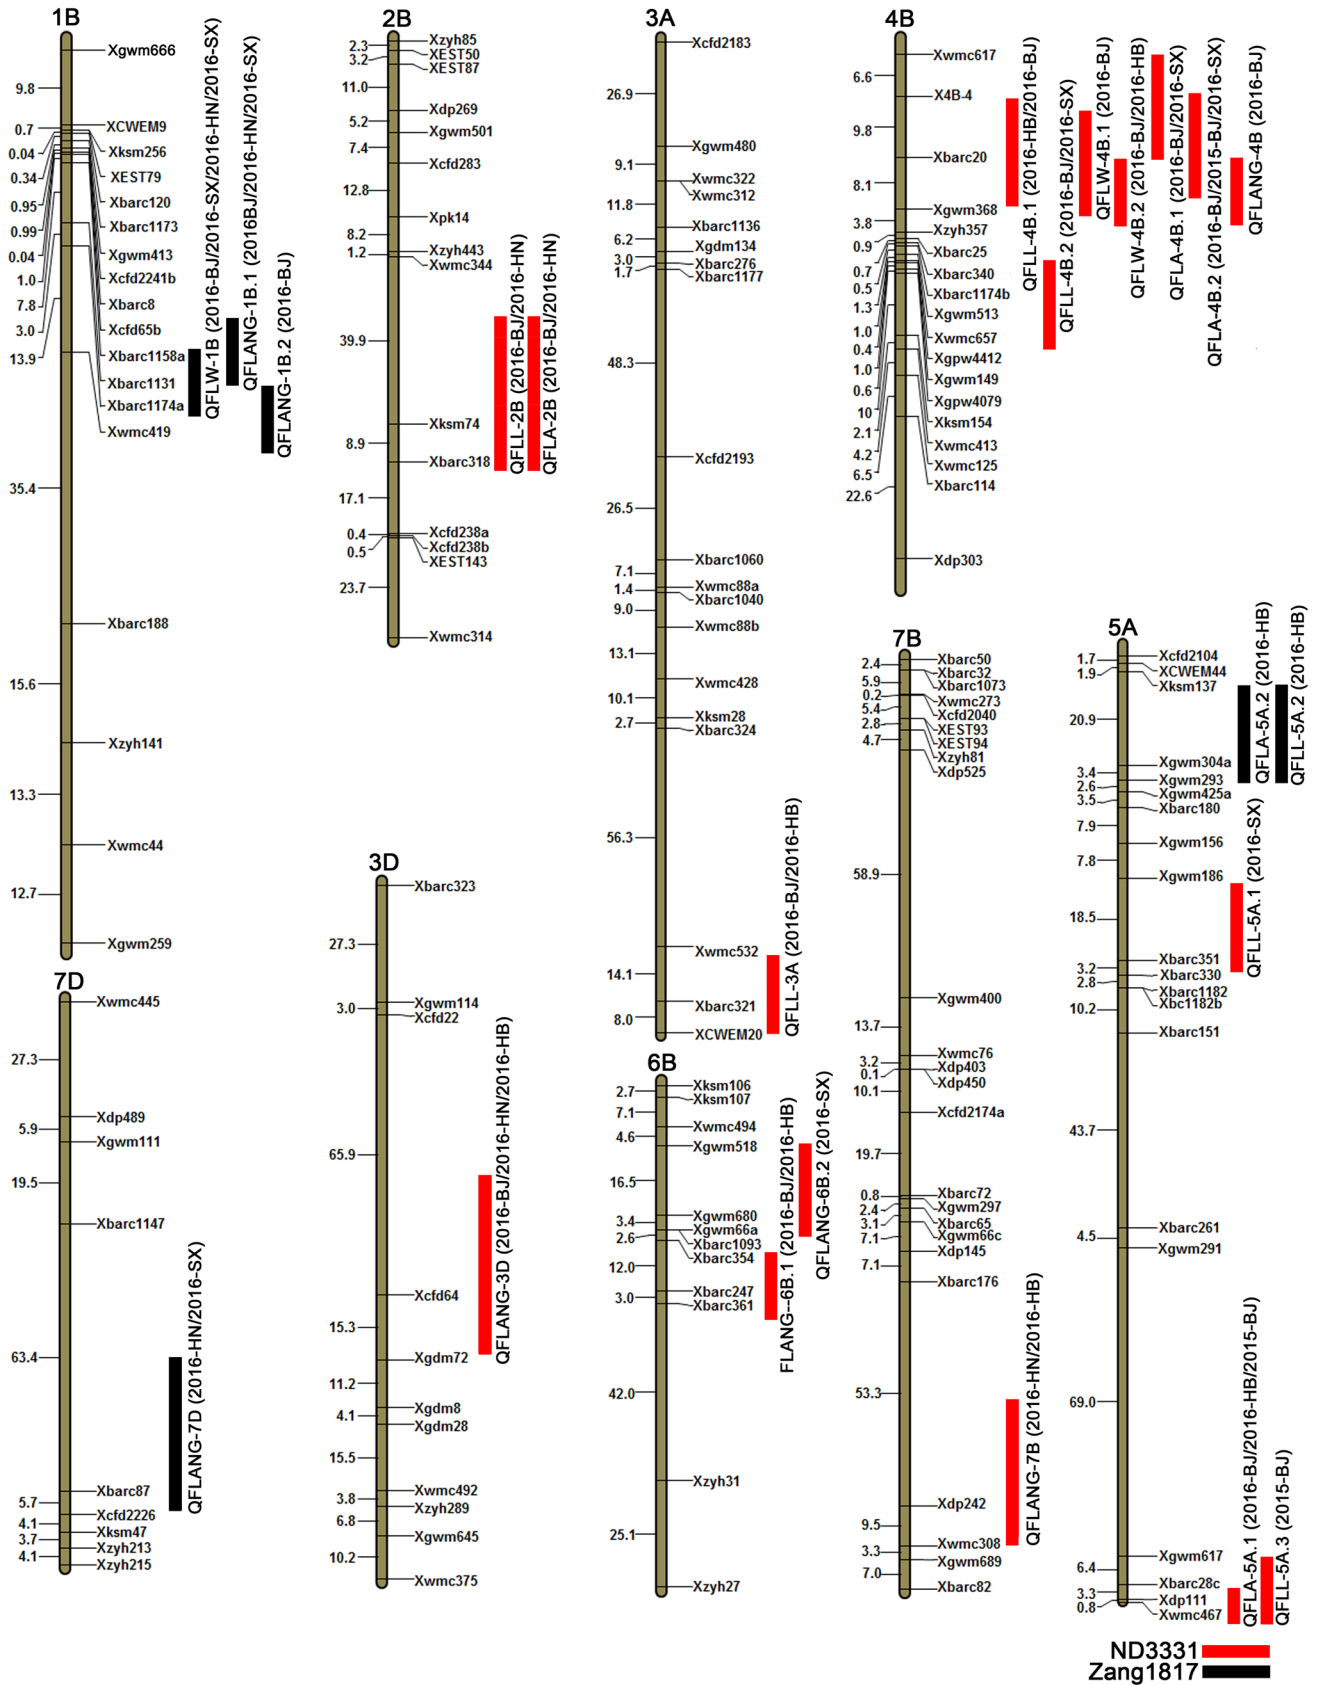 1B
Xgwm666
9.8
XCWEM9
0.7
Xksm256
0.04
XEST79
0.34
Xbarc120
0.95
Xbarc1173
0.99
Xgwm413
0.04
Xcfd2241b
1.0
Xbarc8
7.8
Xcfd65b
3.0
Xbarc1158a
13.9
Xbarc1131
Xbarc1174a
Xwmc419
35.4
Xbarc188
15.6
Xzyh141
13.3
Xwmc44
12.7
Xgwm259
QFLW-1B (2016-BJ/2016-SX/2016-HN/2016-SX)
QFLANG-1B.1 (2016BJ/2016-HN/2016-SX)
QFLANG-1B.2 (2016-BJ)
2B
Xzyh85
2.3
XEST50
3.2
XEST87
11.0
Xdp269
5.2
Xgwm501
7.4
Xcfd283
12.8
Xpk14
8.2
Xzyh443
1.2
Xwmc344
39.9
Xksm74
8.9
Xbarc318
17.1
Xcfd238a
0.4
Xcfd238b
0.5
XEST143
23.7
Xwmc314
QFLL-2B (2016-BJ/2016-HN)
QFLA-2B (2016-BJ/2016-HN)
3A
Xcfd2183
26.9
Xgwm480
9.1
Xwmc322
Xwmc312
11.8
Xbarc1136
6.2
Xgdm134
3.0
Xbarc276
1.7
Xbarc1177
48.3
Xcfd2193
26.5
Xbarc1060
7.1
Xwmc88a
1.4
Xbarc1040
9.0
Xwmc88b
13.1
Xwmc428
10.1
Xksm28
2.7
Xbarc324
56.3
Xwmc532
14.1
Xbarc321
8.0
XCWEM20
QFLL-3A (2016-BJ/2016-HB)
4B
Xwmc617
6.6
X4B-4
9.8
Xbarc20
8.1
Xgwm368
3.8
Xzyh357
0.9
Xbarc25
0.7
Xbarc340
0.5
Xbarc1174b
1.3
Xgwm513
1.0
Xwmc657
0.4
Xgpw4412
1.0
Xgwm149
0.6
Xgpw4079
10
Xksm154
2.1
Xwmc413
4.2
Xwmc125
6.5
Xbarc114
22.6
Xdp303
QFLL-4B.1 (2016-HB/2016-BJ)
QFLL-4B.2 (2016-BJ/2016-SX)
QFLW-4B.1 (2016-BJ)
QFLW-4B.2 (2016-BJ/2016-HB)
QFLA-4B.1 (2016-BJ/2016-SX)
QFLA-4B.2 (2016-BJ/2015-BJ/2016-SX)
QFLANG-4B (2016-BJ)
7B
Xbarc50
2.4
Xbarc32
5.9
Xbarc1073
0.2
Xwmc273
5.4
Xcfd2040
2.8
XEST93
4.7
XEST94
Xzyh81
Xdp525
58.9
Xgwm400
13.7
Xwmc76
3.2
Xdp403
0.1
Xdp450
10.1
Xcfd2174a
19.7
Xbarc72
0.8
Xgwm297
2.4
Xbarc65
3.1
Xgwm66c
7.1
Xdp145
7.1
Xbarc176
53.3
Xdp242
9.5
Xwmc308
3.3
Xgwm689
7.0
Xbarc82
QFLANG-7B (2016-HN/2016-HB)
5A
Xcfd2104
1.7
XCWEM44
1.9
Xksm137
20.9
Xgwm304a
3.4
Xgwm293
2.6
Xgwm425a
3.5
Xbarc180
7.9
Xgwm156
7.8
Xgwm186
18.5
Xbarc351
3.2
Xbarc330
2.8
Xbarc1182
Xbc1182b
10.2
Xbarc151
43.7
Xbarc261
4.5
Xgwm291
69.0
Xgwm617
6.4
Xbarc28c
3.3
Xdp111
0.8
Xwmc467
QFLA-5A.2 (2016-HB)
QFLL-5A.2 (2016-HB)
QFLL-5A.1 (2016-SX)
QFLA-5A.1 (2016-BJ/2016-HB/2015-BJ)
QFLL-5A.3 (2015-BJ)
3D
Xbarc323
27.3
Xgwm114
3.0
Xcfd22
65.9
Xcfd64
15.3
Xgdm72
11.2
Xgdm8
4.1
Xgdm28
15.5
Xwmc492
3.8
Xzyh289
6.8
Xgwm645
10.2
Xwmc375
QFLANG-3D (2016-BJ/2016-HN/2016-HB)
7D
Xwmc445
27.3
Xdp489
5.9
Xgwm111
19.5
Xbarc1147
63.4
Xbarc87
5.7
Xcfd2226
4.1
Xksm47
3.7
Xzyh213
4.1
Xzyh215
QFLANG-7D (2016-HN/2016-SX)
6B
Xksm106
2.7
Xksm107
7.1
Xwmc494
4.6
Xgwm518
16.5
Xgwm680
3.4
Xgwm66a
2.6
Xbarc1093
Xbarc354
12.0
Xbarc247
3.0
Xbarc361
42.0
Xzyh31
25.1
Xzyh27
FLANG--6B.1 (2016-BJ/2016-HB)
QFLANG-6B.2 (2016-SX)
ND3331
Zang1817